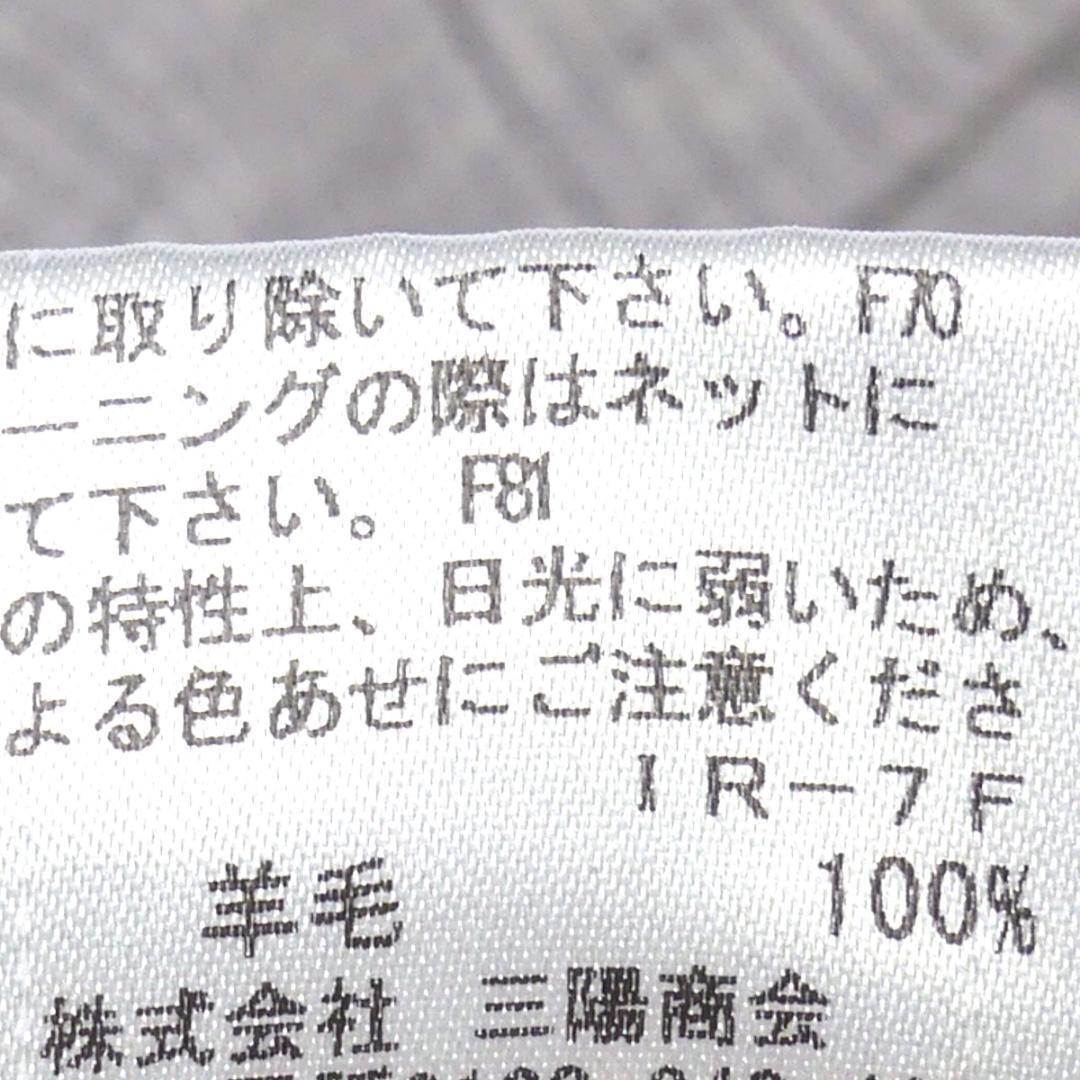 に取り除いて下さい。F70
ーニングの際はネットに
て下さい。 F81
の特性上、日光に弱いため、
よる色あせにご注意くださ
IR−7F
羊毛 100%
株式会社 三陽商会